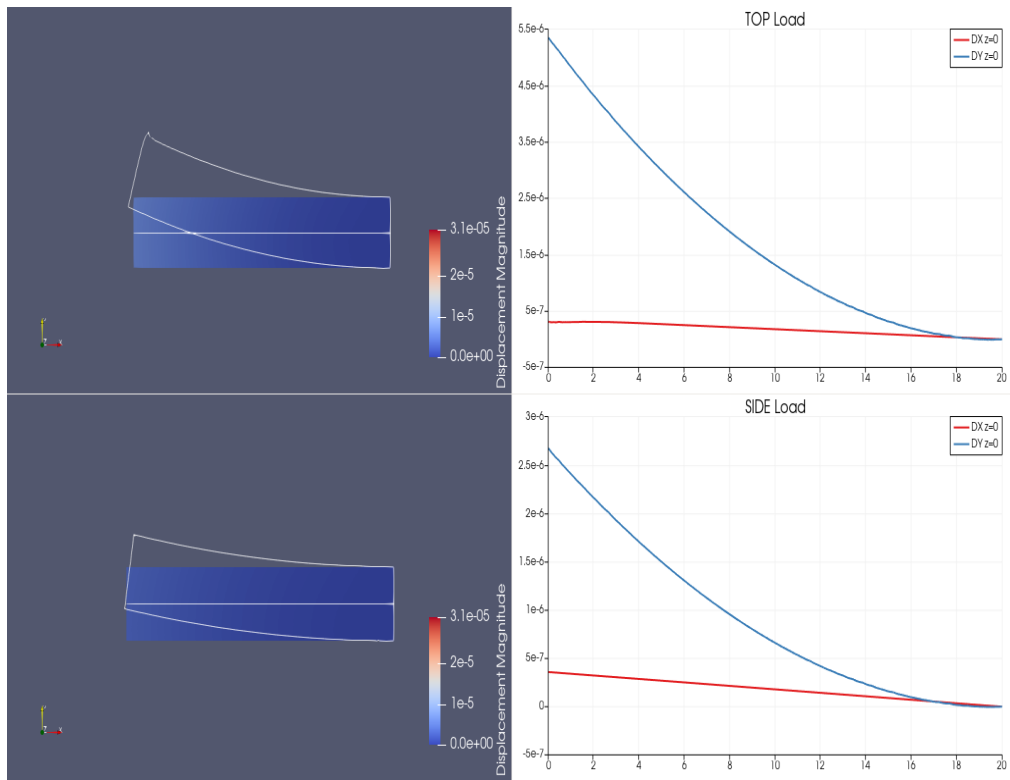 3.1e-05
2e-5
1e-5
0.0e+00
Displacement Magnitude
TOP Load
DX z=0
DY z=0
5.5e-6
4.5e-6
3.5e-6
2.5e-6
1.5e-6
5e-7
-5e-7
0 2 4 6 8 10 12 14 16 18 20
3.1e-05
2e-5
1e-5
0.0e+00
Displacement Magnitude
SIDE Load
DX z=0
DY z=0
3e-6
2.5e-6
2e-6
1.5e-6
1e-6
5e-7
0
-5e-7
0 2 4 6 8 10 12 14 16 18 20